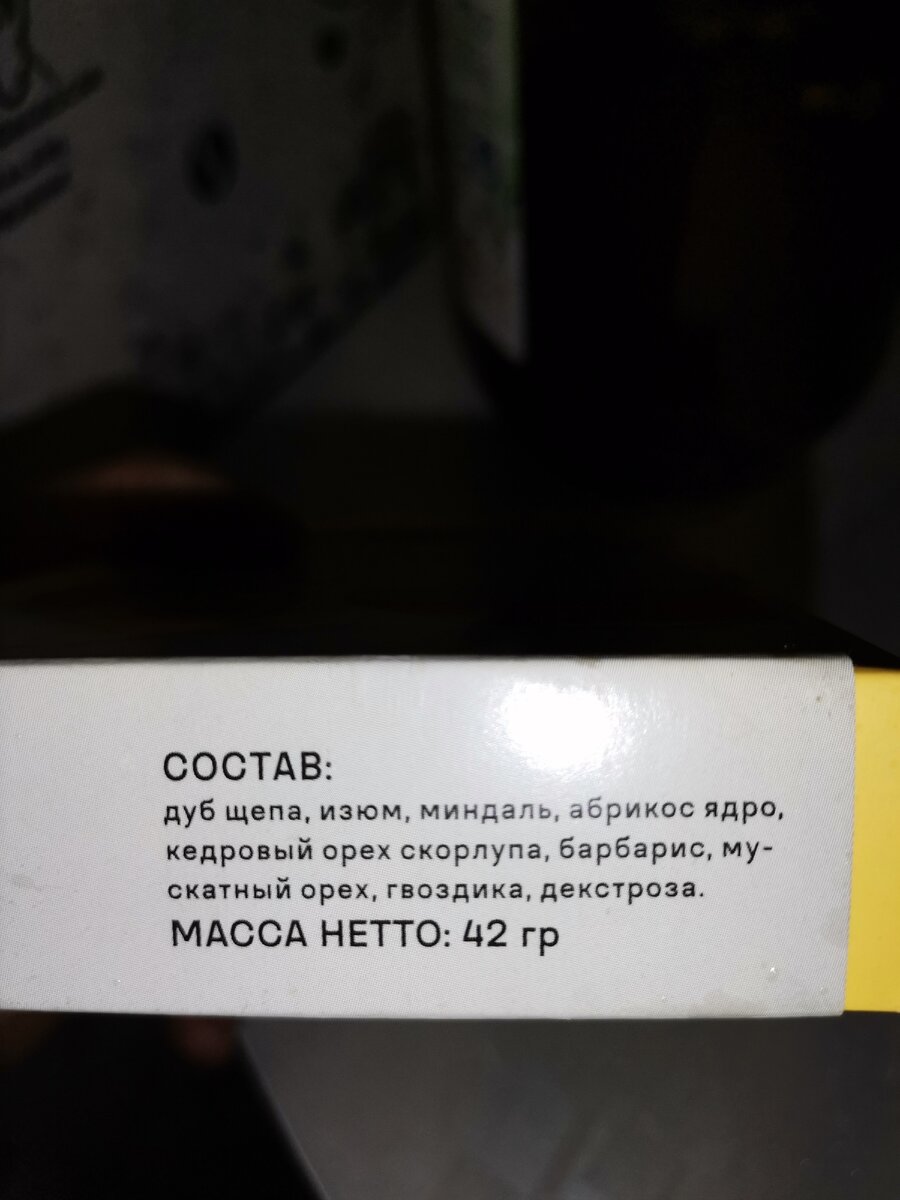 СОСТАВ:
дуб щепа, изюм, миндаль, абрикос ядро,
кедровый орех скорлупа, барбарис, му-
скатный орех, гвоздика, декстроза.
МАССА НЕТТО: 42 гр